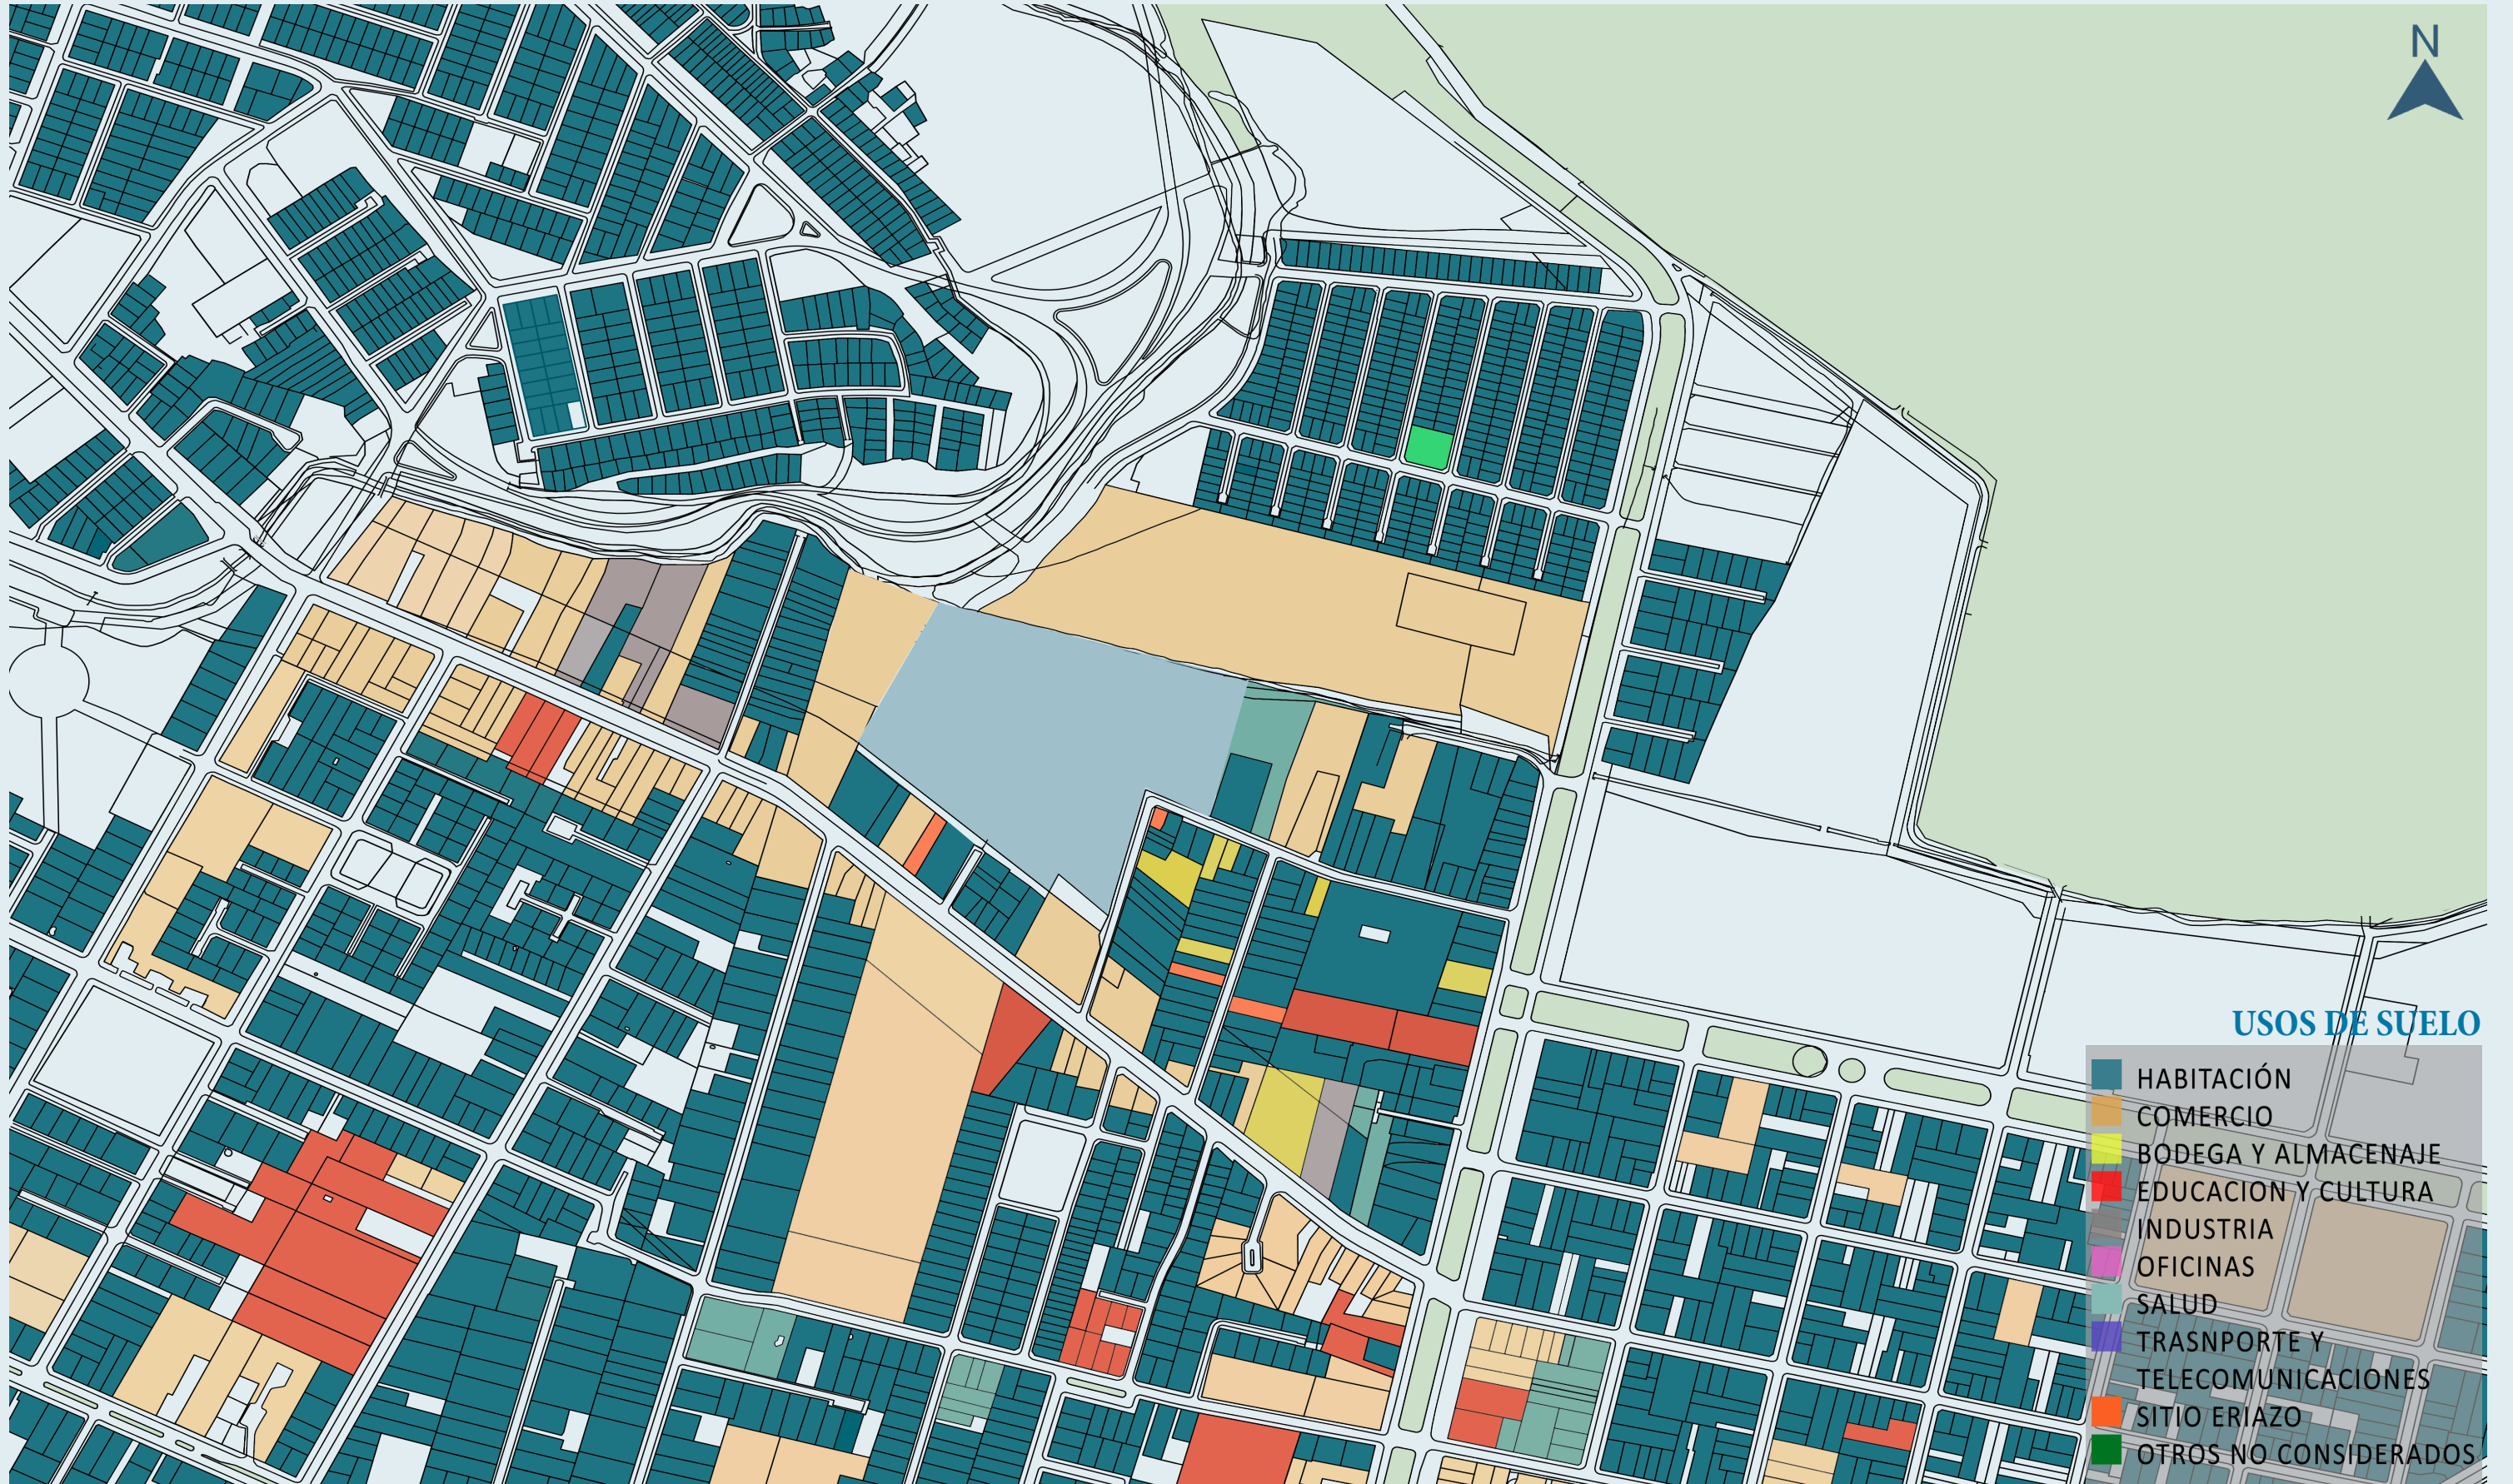 N
USOS DE SUELO
HABITACIÓN
COMERCIO
BODEGA Y ALMACENAJE
EDUCACION Y CULTURA
INDUSTRIA
OFICINAS
SALUD
TRASNPORTE Y
TELECOMUNICACIONES
SITIO ERIAZO
OTROS NO CONSIDERADOS